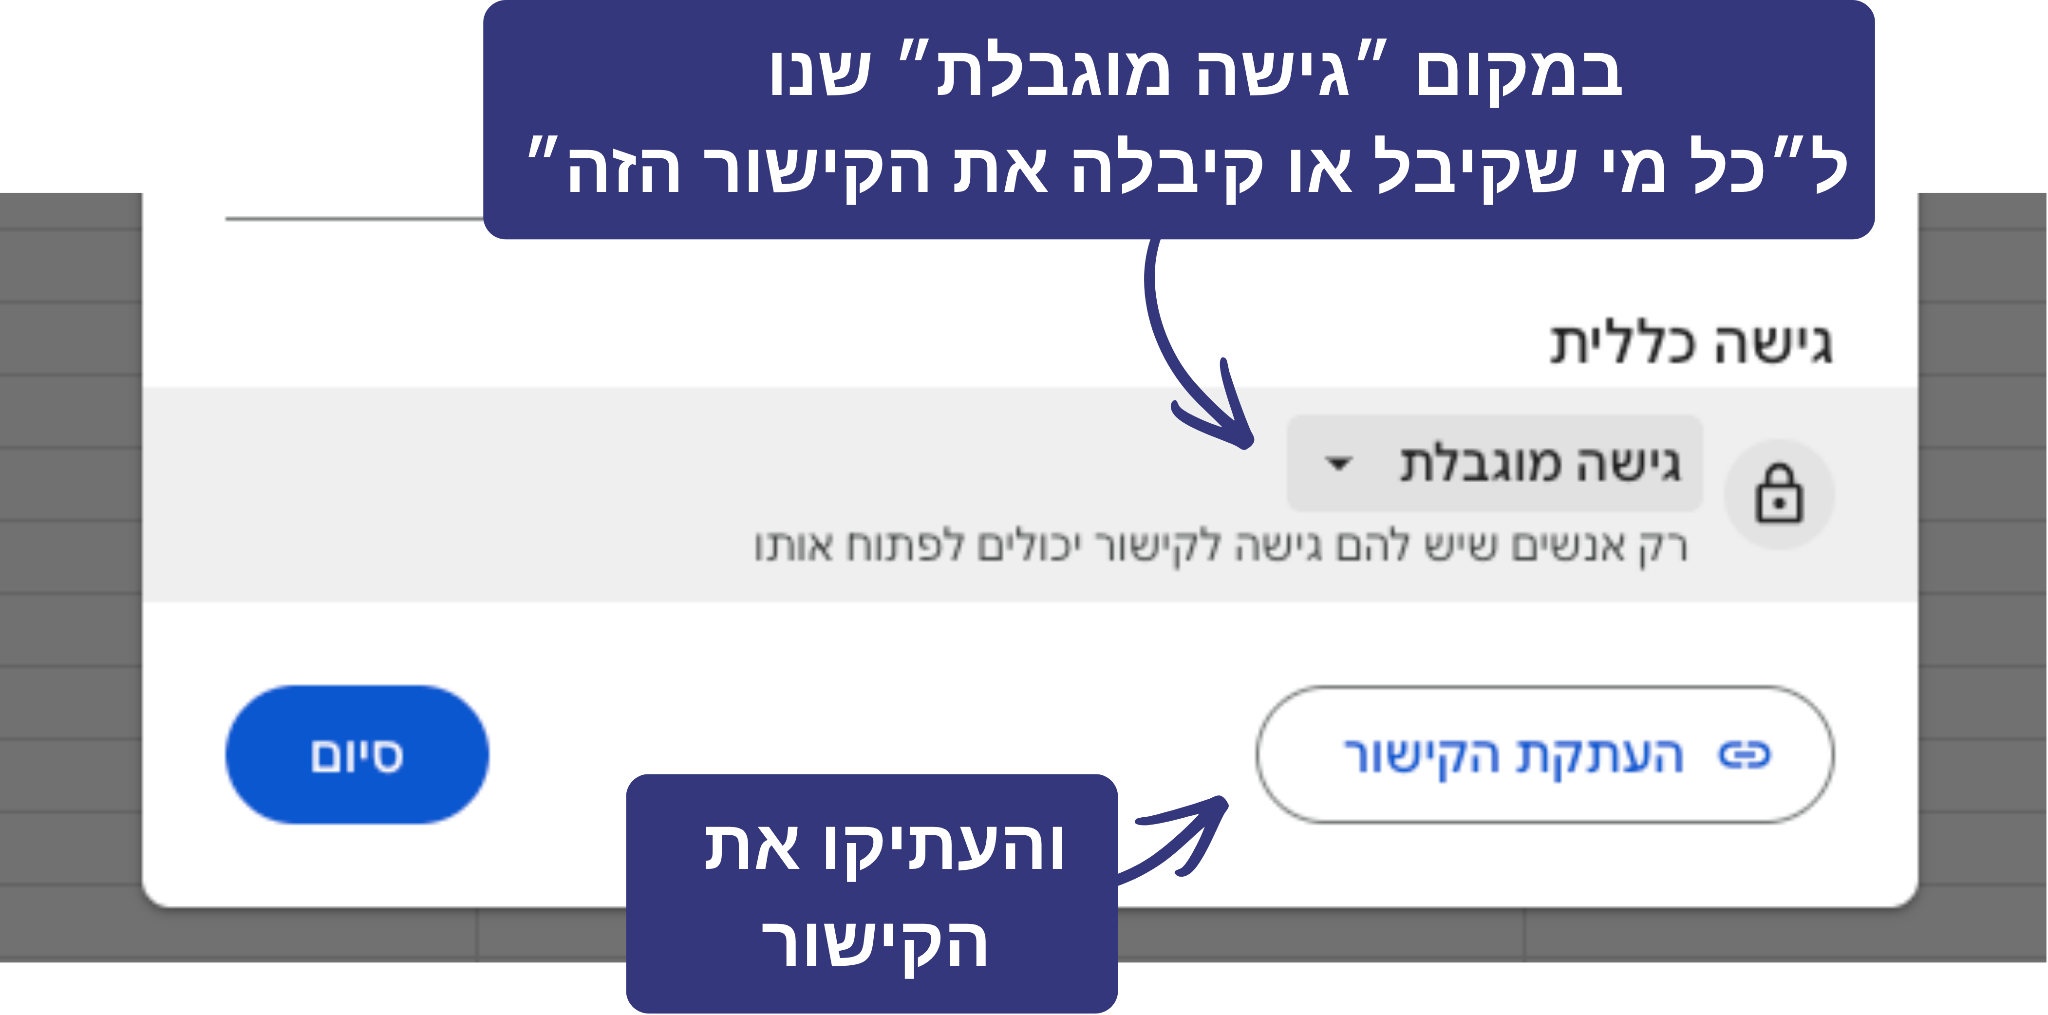 במקום ״גישה מוגבלת״ שנו
ל״כל מי שקיבל או קיבלה את הקישור הזה״
גישה כללית
גישה מוגבלת
רק אנשים שיש להם גישה לקישור יכולים לפתוח אותו
העתקת הקישור
סיום
והעתיקו את
הקישור